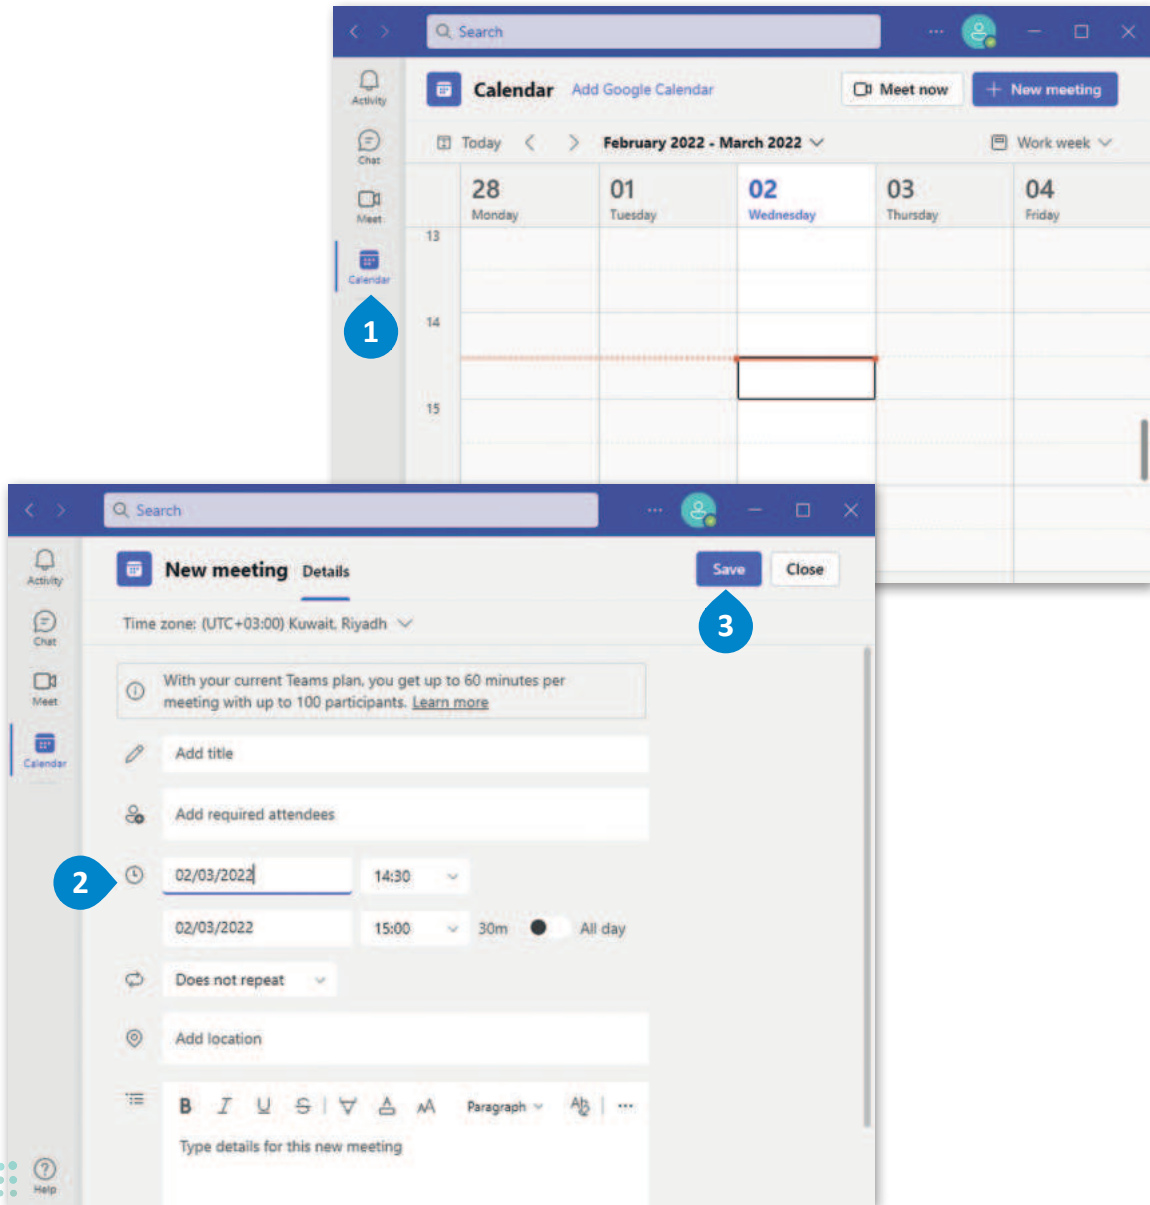 Search
Activity
Chat
Meet
Calendar
1
Calendar Add Google Calendar Meet now + New meeting
Today February 2022 - March 2022 Work week
28 01 02 03 04
Monday Tuesday Wednesday Thursday Friday
13
14
15
Search
Activity
Chat
Meet
Calendar
Help
New meeting Details Save Close
3
Time zone: (UTC+03:00) Kuwait, Riyadh
With your current Teams plan, you get up to 60 minutes per
meeting with up to 100 participants. Learn more
Add title
Add required attendees
2
02/03/2022 14:30
02/03/2022 15:00 30m All day
Does not repeat
Add location
B I U S A AA Paragraph Ab
Type details for this new meeting